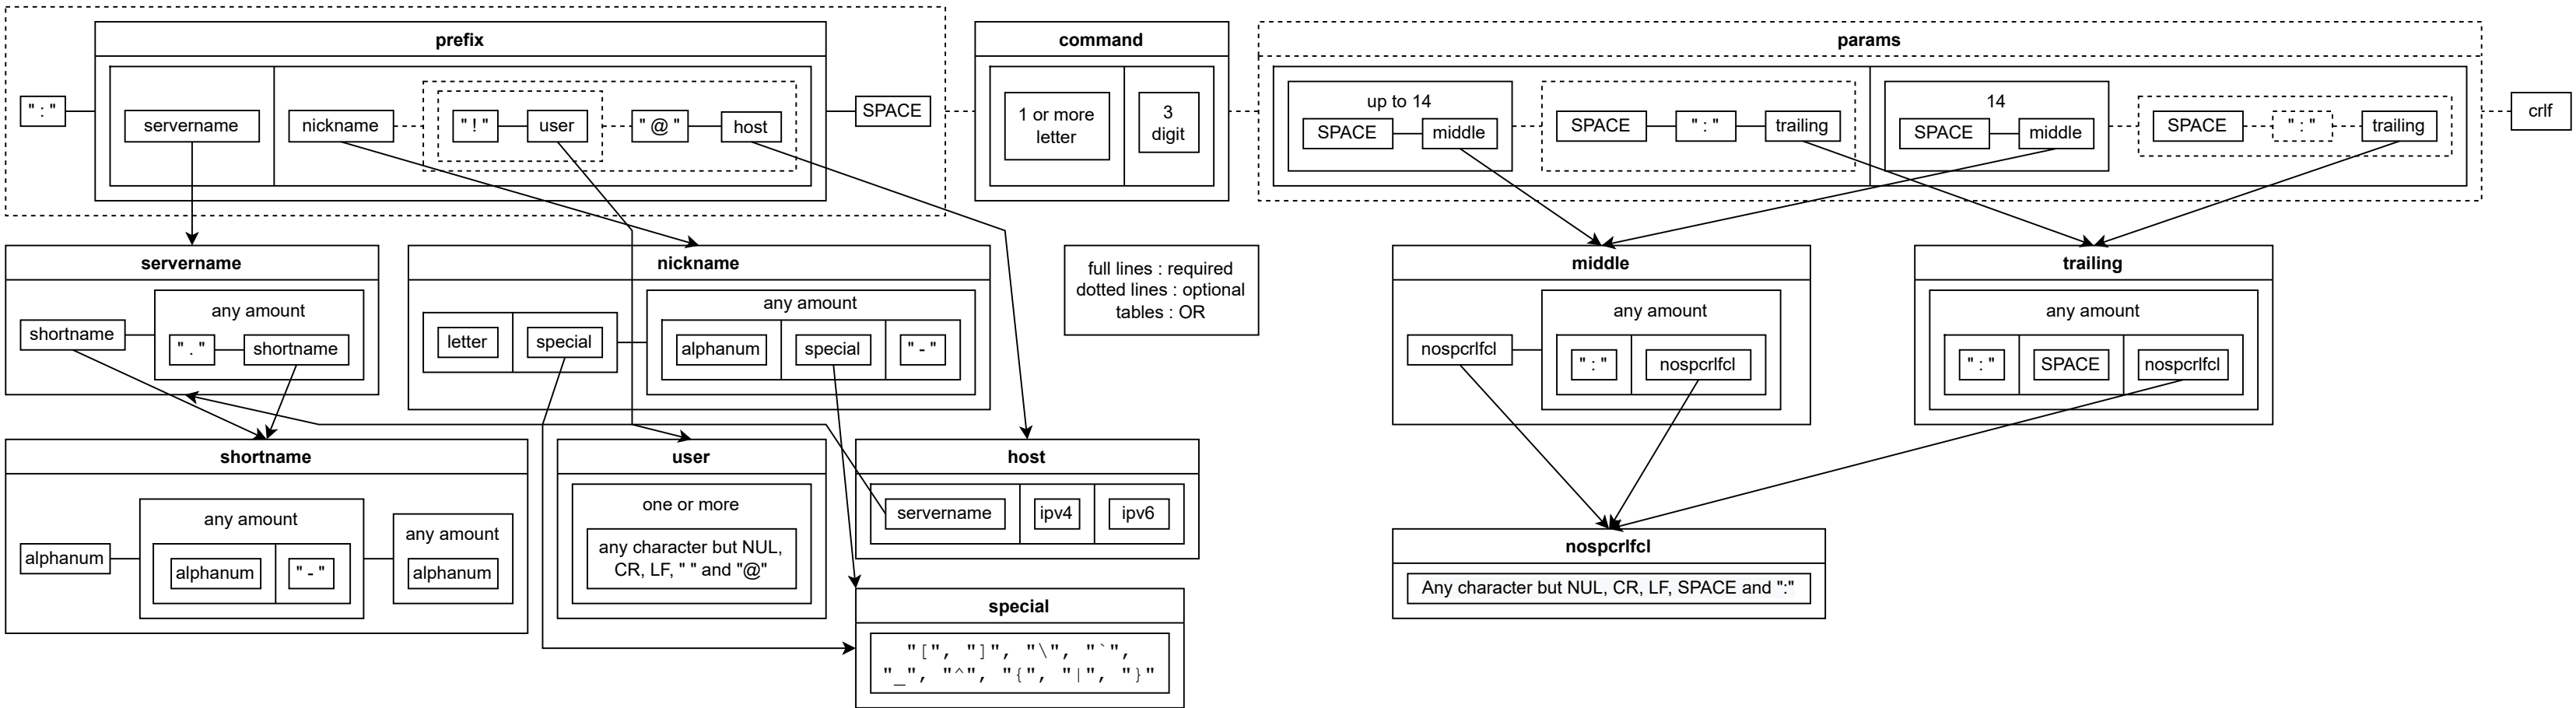 prefix
command
params
" : "
servername
nickname
" ! "
user
" @ "
host
SPACE
1 or more
letter
3
digit
up to 14
SPACE
middle
SPACE
" : "
trailing
14
SPACE
middle
SPACE
" : "
trailing
crlf
servername
shortname
any amount
" . "
shortname
nickname
letter
special
any amount
alphanum
special
" - "
full lines : required
dotted lines : optional
tables : OR
middle
nospcrlfcl
any amount
" : "
nospcrlfcl
trailing
any amount
" : "
SPACE
nospcrlfcl
shortname
alphanum
any amount
alphanum
" - "
any amount
alphanum
user
one or more
any character but NUL,
CR, LF, " " and "@"
host
servername
ipv4
ipv6
nospcrlfcl
Any character but NUL, CR, LF, SPACE and ":"
special
"[", "]", "\", "`",
"_", "^", "{", "|", "}"